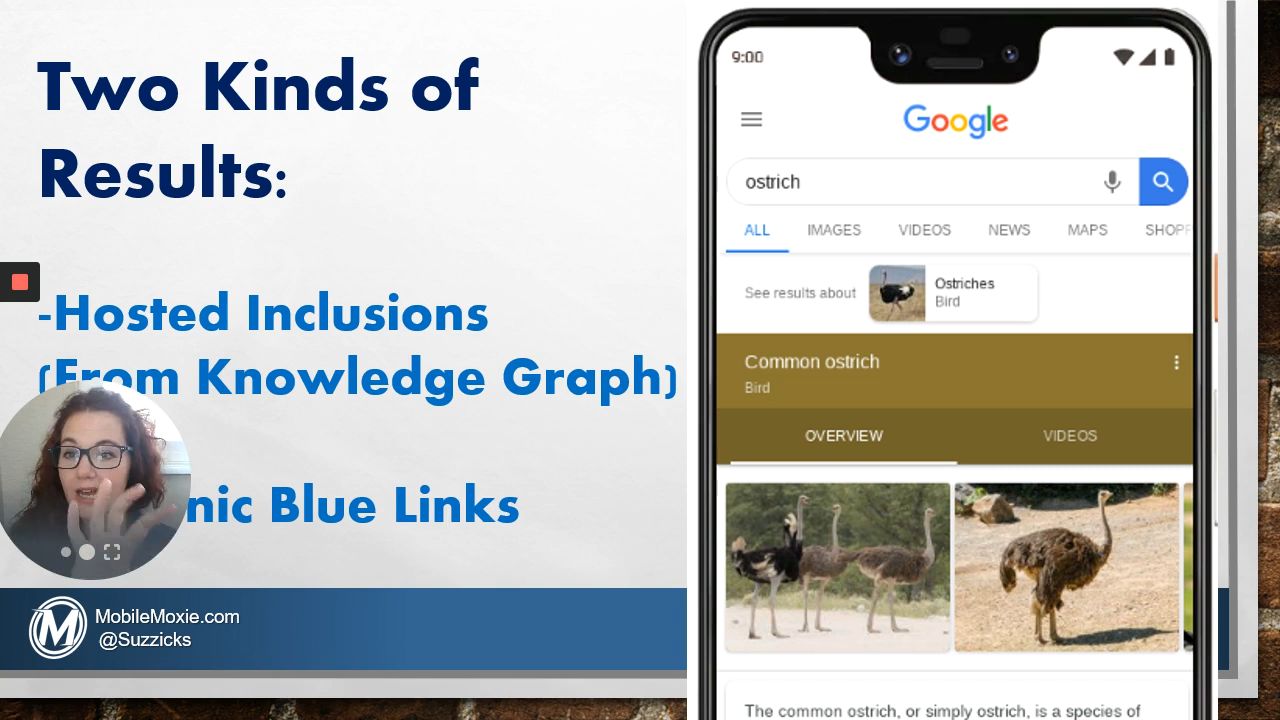 Two Kinds of
Results:
-Hosted Inclusions
(From Knowledge Graph)
Blue Links
MobileMoxie.com
@Suzzicks
9:00
Google
ostrich
ALL IMAGES VIDEOS NEWS MAPS SHOPP
See results about
Ostriches
Bird
Common ostrich
Bird
OVERVIEW VIDEOS
The common ostrich, or simply ostrich, is a species of